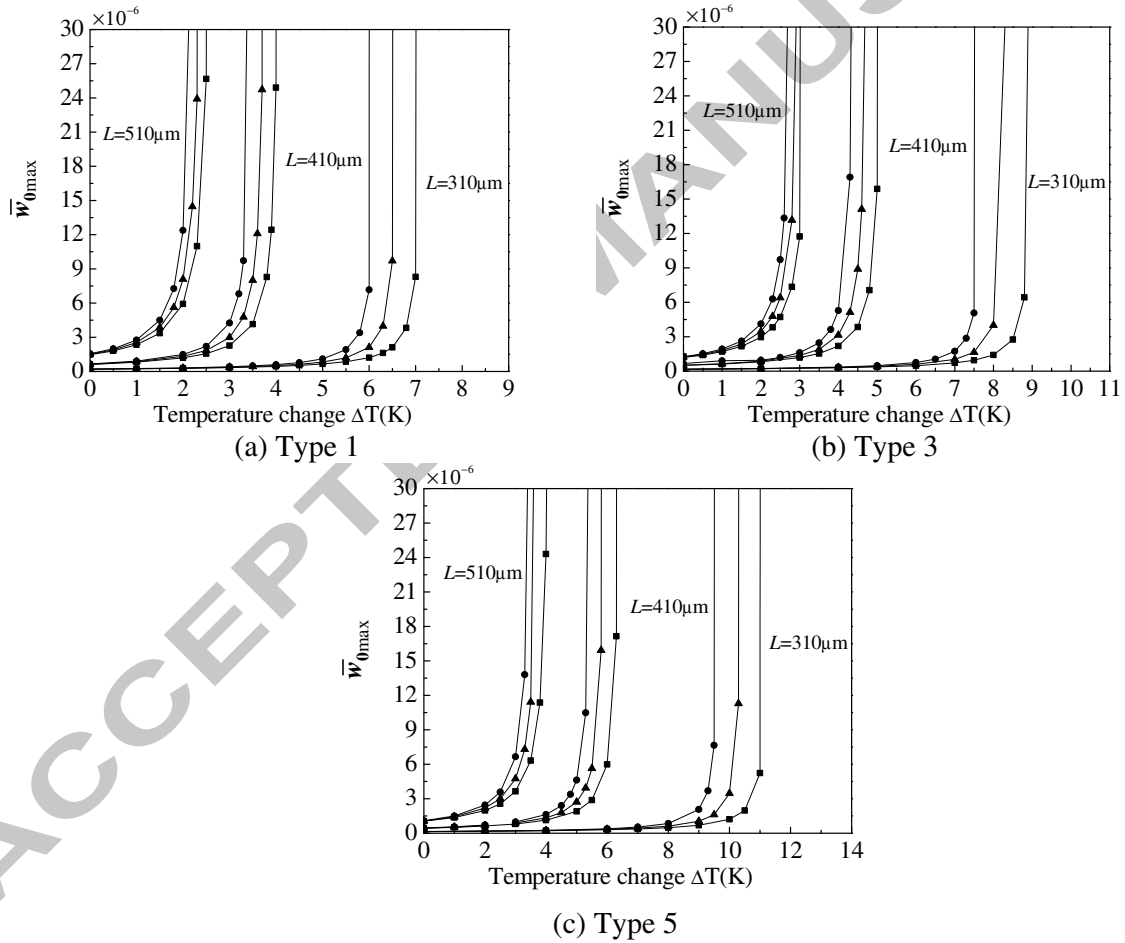 ×10⁻⁶
30
27
24
21
18
15
12
9
6
3
0
w̅0max
L=510μm
L=410μm
L=310μm
0 1 2 3 4 5 6 7 8 9
Temperature change ΔT(K)
(a) Type 1
×10⁻⁶
30
27
24
21
18
15
12
9
6
3
0
w̅0max
L=510μm
L=410μm
L=310μm
0 1 2 3 4 5 6 7 8 9 10 11
Temperature change ΔT(K)
(b) Type 3
×10⁻⁶
30
27
24
21
18
15
12
9
6
3
0
w̅0max
L=510μm
L=410μm
L=310μm
0 2 4 6 8 10 12 14
Temperature change ΔT(K)
(c) Type 5